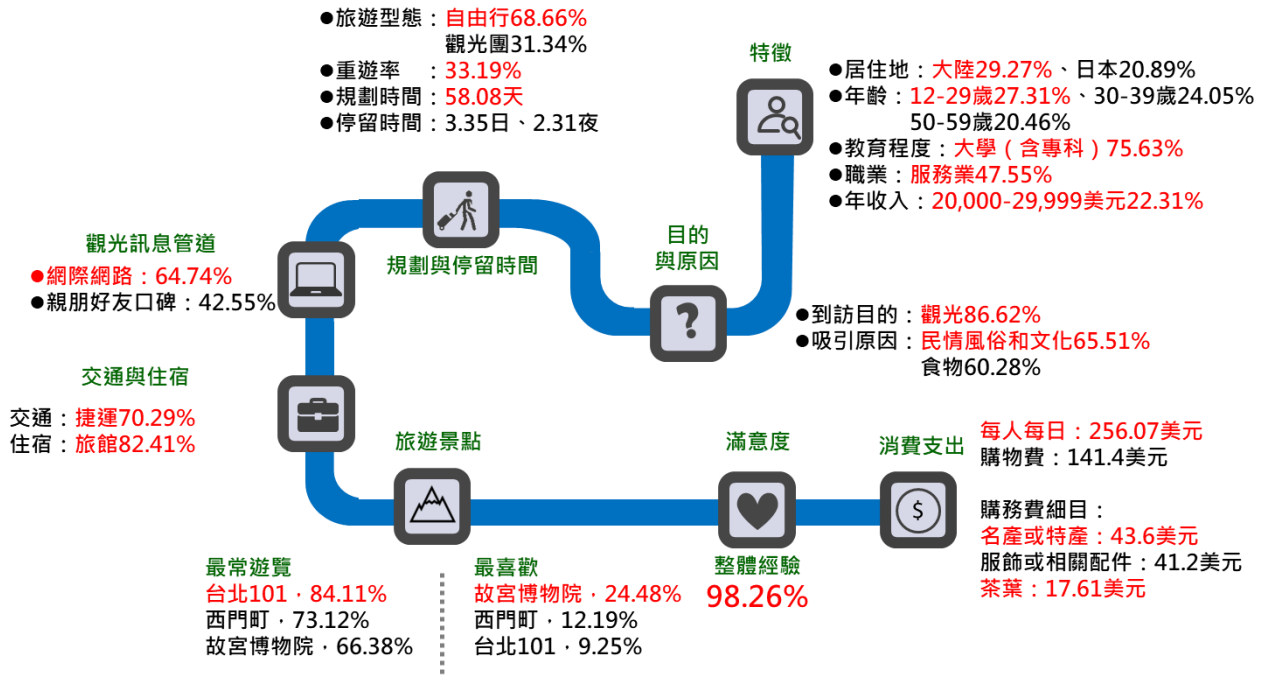 ●旅遊型態：自由行68.66%
觀光團31.34%
●重遊率　：33.19%
●規劃時間：58.08天
●停留時間：3.35日、2.31夜
規劃與停留時間
特徵
●居住地：大陸29.27%、日本20.89%
●年齡：12-29歲27.31%、30-39歲24.05%
50-59歲20.46%
●教育程度：大學（含專科）75.63%
●職業：服務業47.55%
●年收入：20,000-29,999美元22.31%
目的
與原因
?
●到訪目的：觀光86.62%
●吸引原因：民情風俗和文化65.51%
食物60.28%
觀光訊息管道
●網際網路：64.74%
●親朋好友口碑：42.55%
交通與住宿
交通：捷運70.29%
住宿：旅館82.41%
旅遊景點
最常遊覽
台北101．84.11%
西門町．73.12%
故宮博物院．66.38%
最喜歡
故宮博物院．24.48%
西門町．12.19%
台北101．9.25%
滿意度
整體經驗
98.26%
消費支出
$
每人每日：256.07美元
購物費：141.4美元
購務費細目：
名產或特產：43.6美元
服飾或相關配件：41.2美元
茶葉：17.61美元